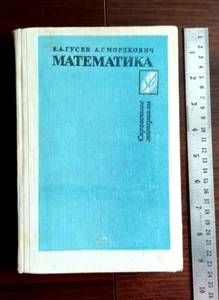 В.А.ГУСЕВ А.Г.МОРДКОВИЧ
МАТЕМАТИКА
Справочные
материалы